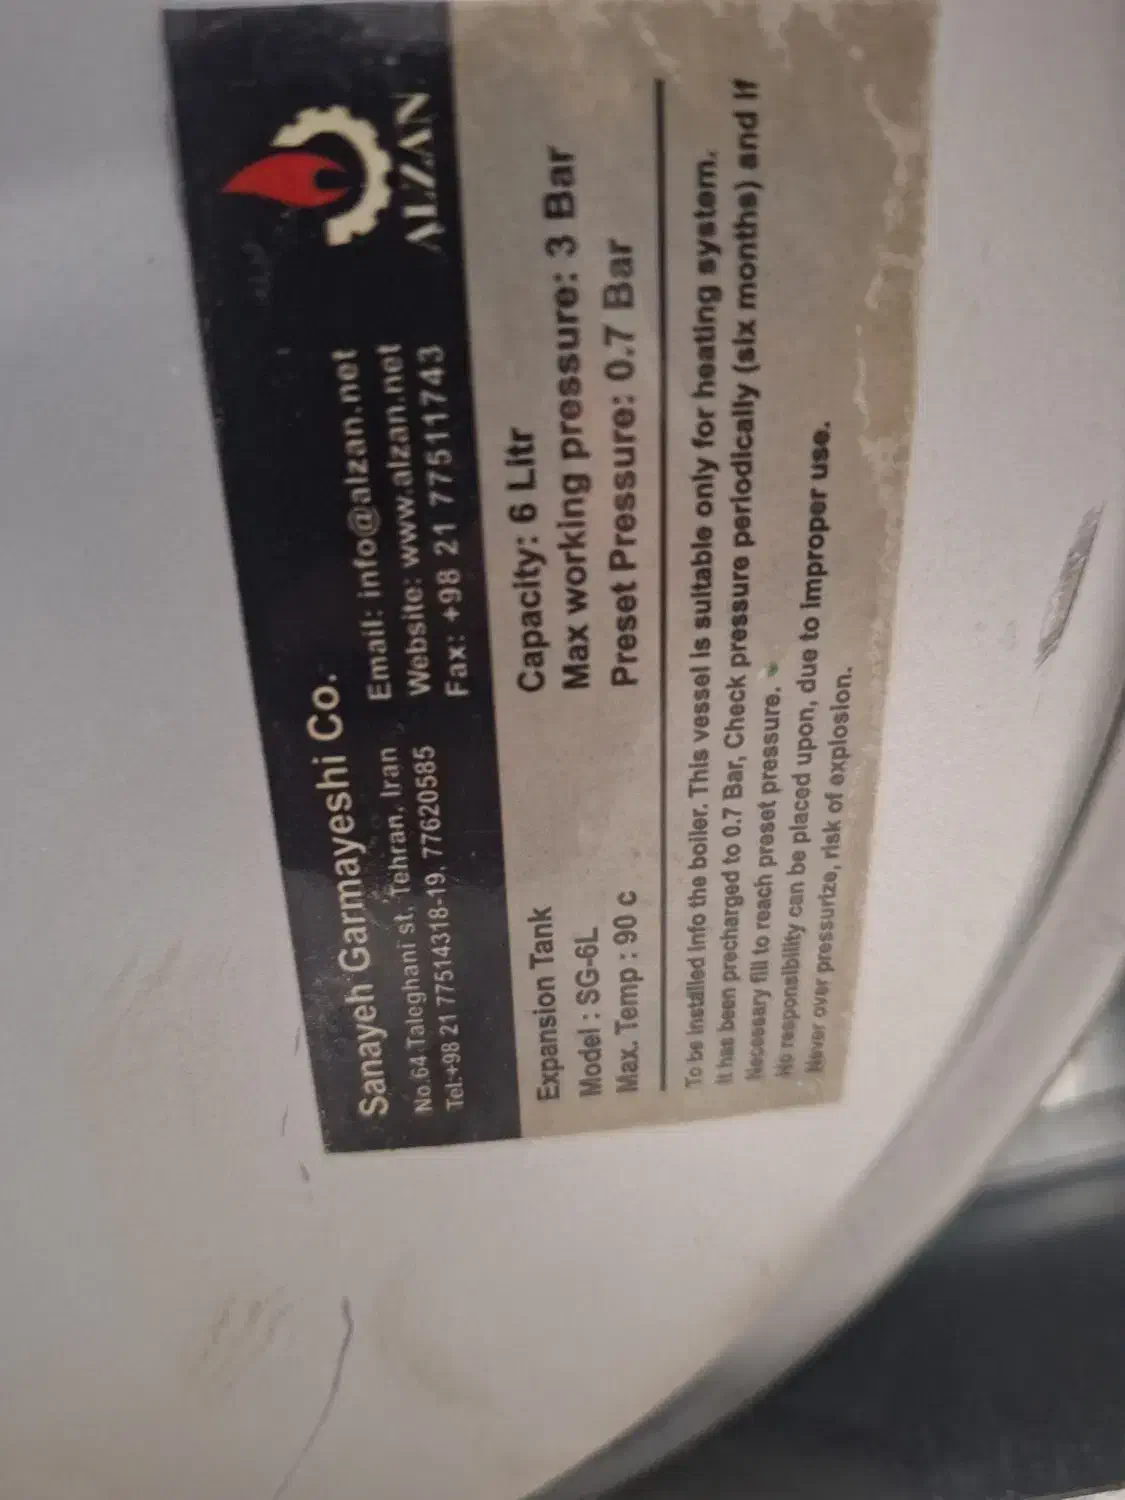 Sanayeh Garmayeshi Co.
No.64 Taleghani st. Tehran, Iran
Tel:+98 21 77514318-19, 77620585
Email: info@alzan.net
Website: www.alzan.net
Fax: +98 21 77511743
ALZAN
Expansion Tank
Model : SG-6L
Max. Temp : 90 c
Capacity: 6 Litr
Max working pressure: 3 Bar
Preset Pressure: 0.7 Bar
To be installed info the boiler. This vessel is suitable only for heating system.
It has been precharged to 0.7 Bar, Check pressure periodically (six months) and if
Necessary fill to reach preset pressure.
No responsibility can be placed upon, due to improper use.
Never over pressurize, risk of explosion.